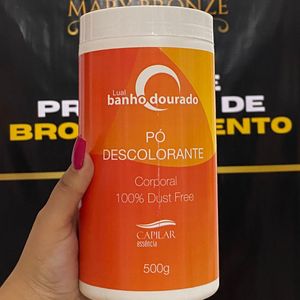 MARY BRONZE
E
PR DE
BRO ENTO
Lual
banho dourado
PÓ
DESCOLORANTE
Corporal
100% Dust Free
CAPILAR
essência
500g